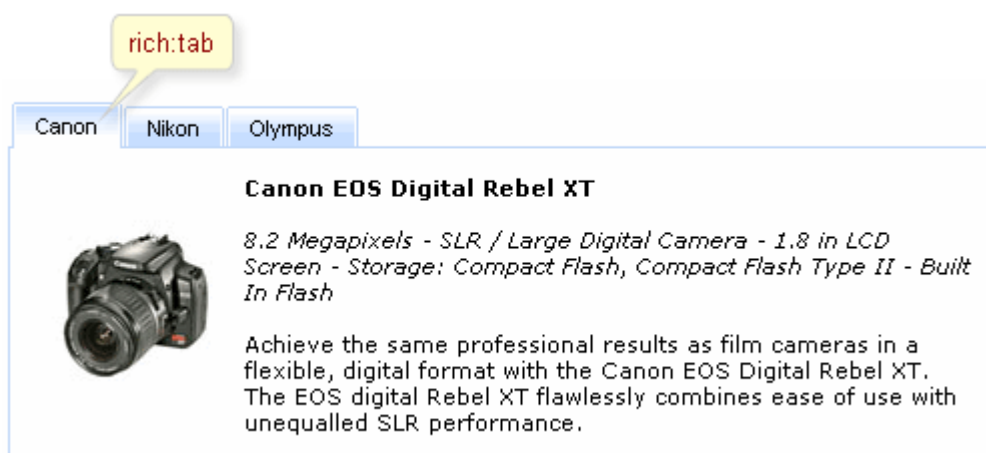 rich:tab
Canon Nikon Olympus
Canon EOS Digital Rebel XT
8.2 Megapixels - SLR / Large Digital Camera - 1.8 in LCD
Screen - Storage: Compact Flash, Compact Flash Type II - Built
In Flash
Achieve the same professional results as film cameras in a
flexible, digital format with the Canon EOS Digital Rebel XT.
The EOS digital Rebel XT flawlessly combines ease of use with
unequalled SLR performance.